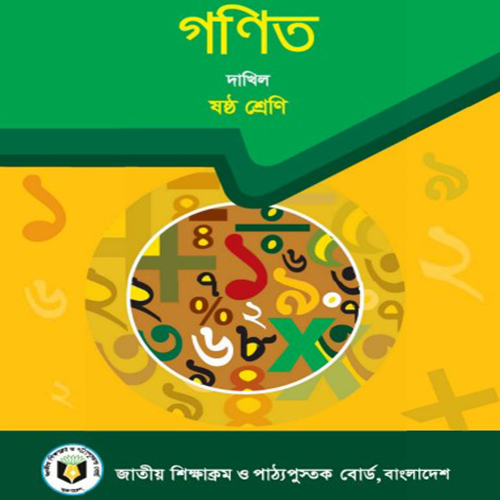 গণিত
দাখিল
ষষ্ঠ শ্রেণি
জাতীয় শিক্ষাক্রম ও পাঠ্যপুস্তক বোর্ড, বাংলাদেশ